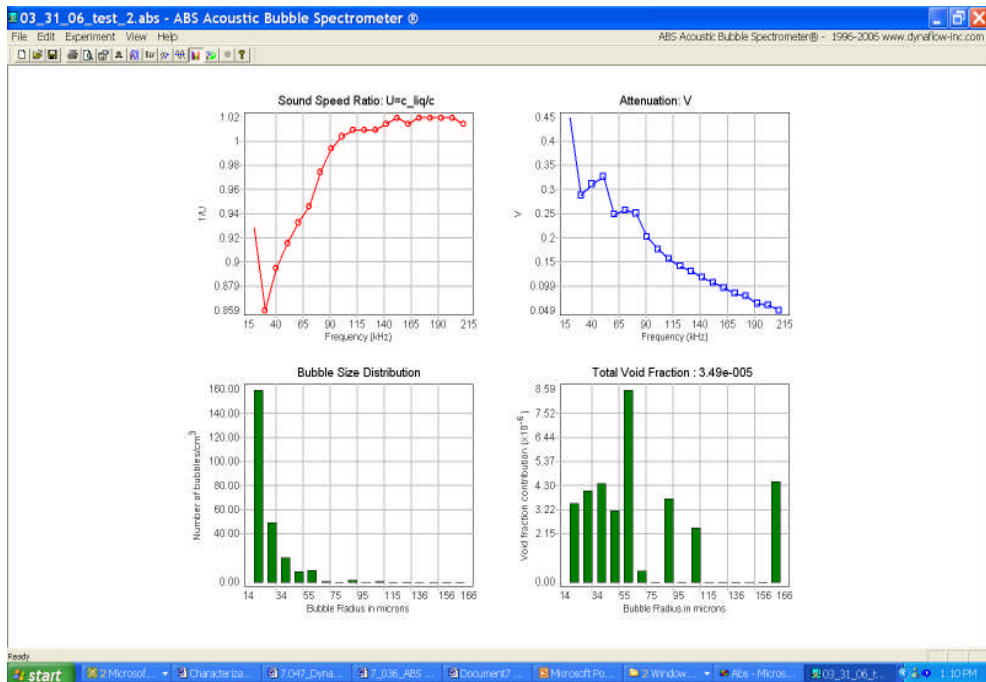 03_31_06_test_2.abs - ABS Acoustic Bubble Spectrometer ®
File Edit Experiment View Help
ABS Acoustic Bubble Spectrometer® - 1996-2006 www.dynaflow-inc.com
Sound Speed Ratio: U=c_liq/c
1.02
1
0.98
0.96
0.94
0.92
0.9
0.879
0.859
1/U
15 40 65 90 115 140 165 190 215
Frequency (kHz)
Attenuation: V
0.45
0.4
0.35
0.3
0.25
0.2
0.15
0.099
0.049
V
15 40 65 90 115 140 165 190 215
Frequency (kHz)
Bubble Size Distribution
160.00
140.00
120.00
100.00
80.00
60.00
40.00
0.00
Number of bubbles/cm³
14 34 55 75 95 115 136 156 166
Bubble Radius in microns
Total Void Fraction : 3.49e-005
8.59
7.52
6.44
5.37
4.30
3.22
2.15
0.00
Void fraction contribution (x10⁻⁶)
14 34 55 75 95 115 136 156 166
Bubble Radius in microns
Ready
start
2 Microsof...
Characteriza...
7.047_Dyna...
7_036_ABS ...
Document7 ...
Microsoft Po...
2 Window...
Abs - Micros...
03_31_06_t...
1:10 PM